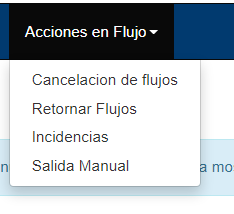 Acciones en Flujo
Cancelacion de flujos
Retornar Flujos
Incidencias
Salida Manual